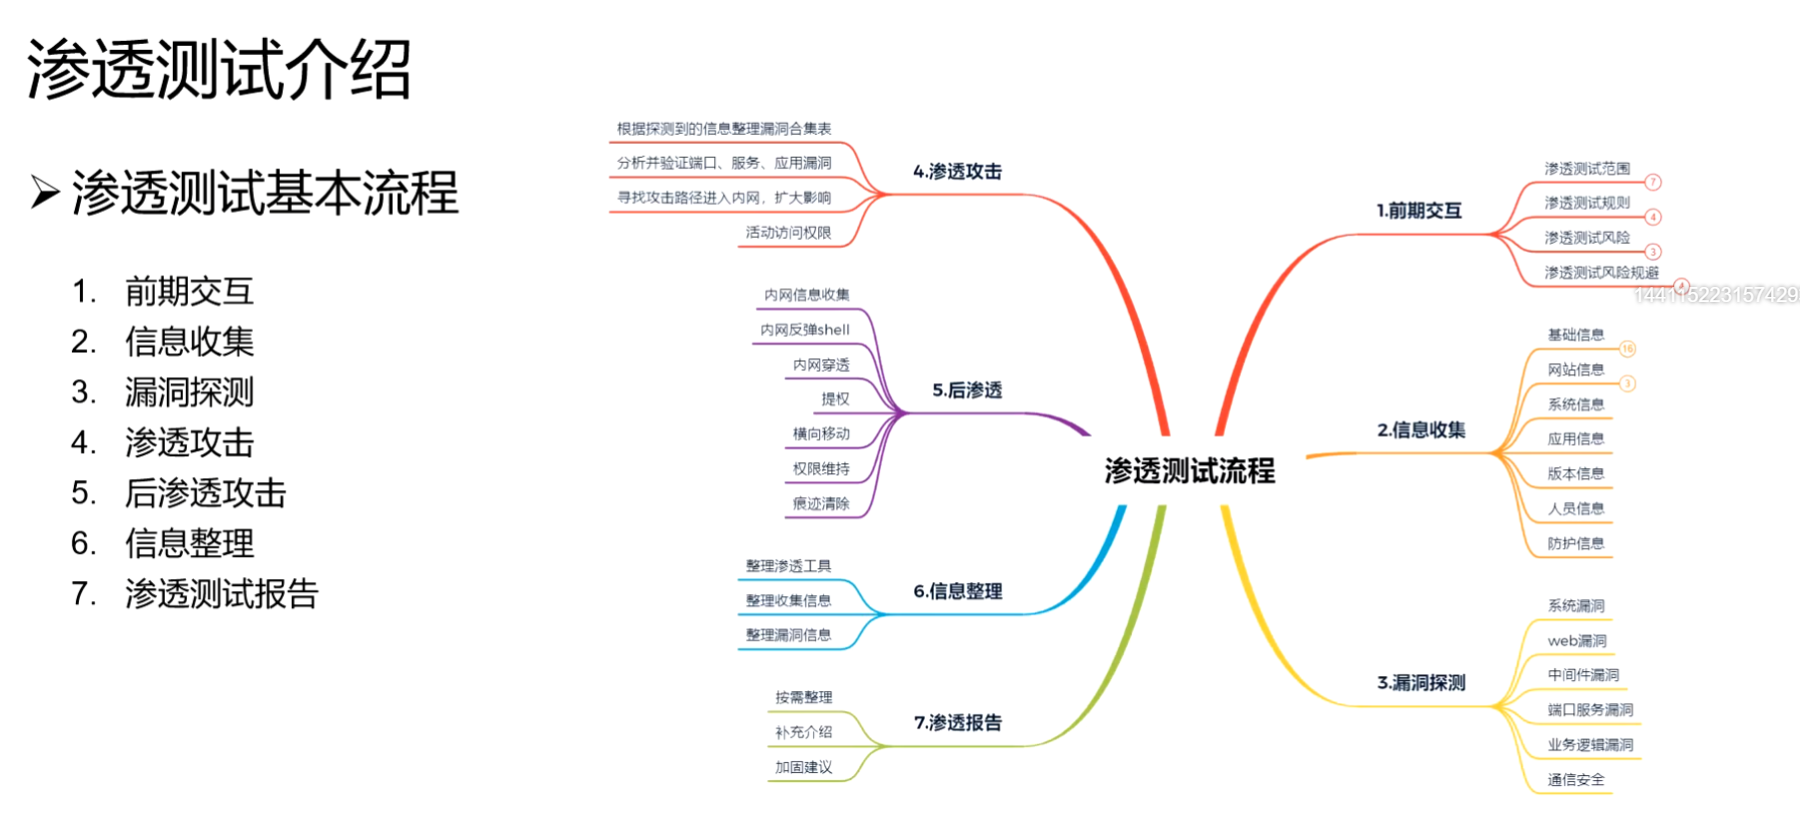 渗透测试介绍
渗透测试基本流程
1. 前期交互
2. 信息收集
3. 漏洞探测
4. 渗透攻击
5. 后渗透攻击
6. 信息整理
7. 渗透测试报告
渗透测试流程
1.前期交互
渗透测试范围 7
渗透测试规则 4
渗透测试风险 3
渗透测试风险规避
144115223157429
2.信息收集
基础信息 16
网站信息 3
系统信息
应用信息
版本信息
人员信息
防护信息
3.漏洞探测
系统漏洞
web漏洞
中间件漏洞
端口服务漏洞
业务逻辑漏洞
通信安全
4.渗透攻击
根据探测到的信息整理漏洞合集表
分析并验证端口、服务、应用漏洞
寻找攻击路径进入内网，扩大影响
活动访问权限
5.后渗透
内网信息收集
内网反弹shell
内网穿透
提权
横向移动
权限维持
痕迹清除
6.信息整理
整理渗透工具
整理收集信息
整理漏洞信息
7.渗透报告
按需整理
补充介绍
加固建议